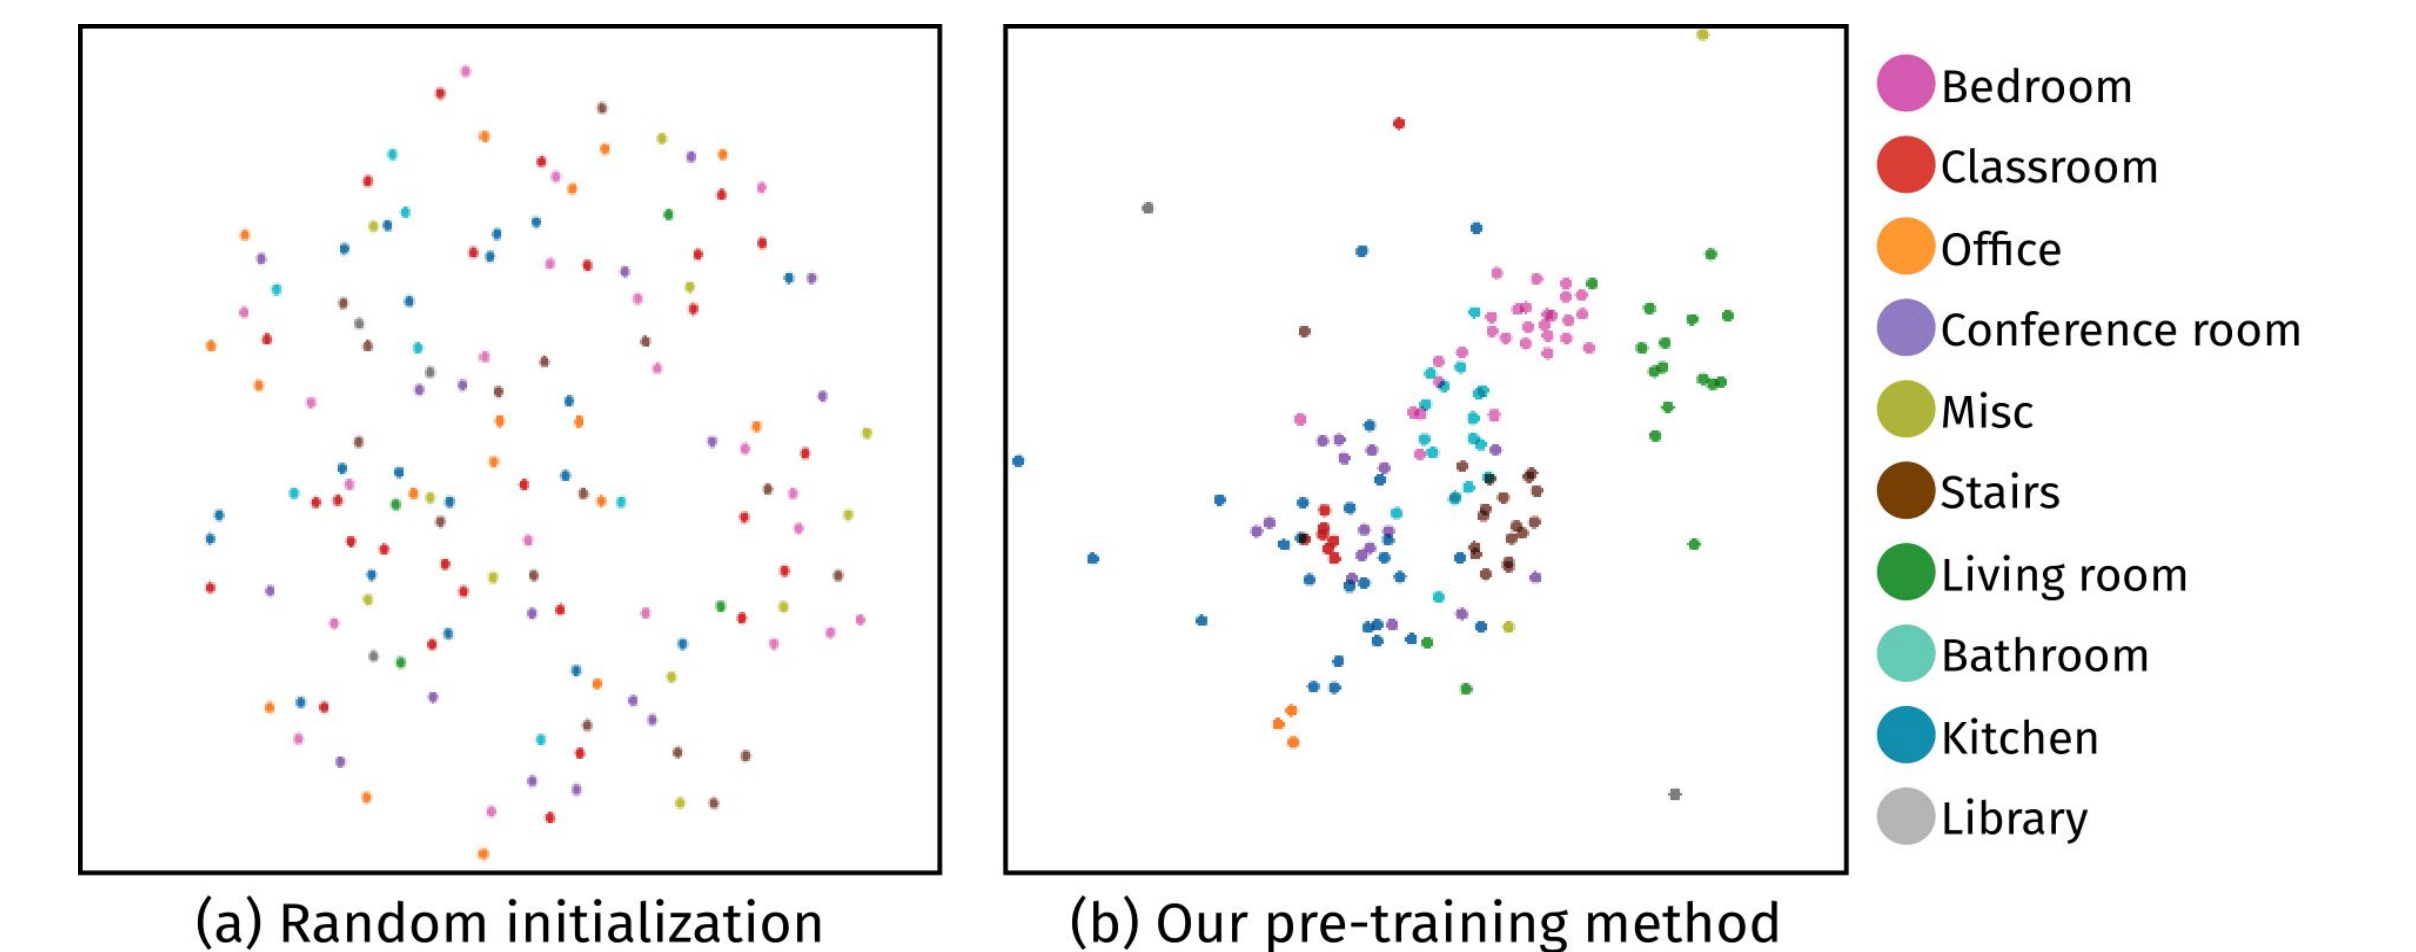 Bedroom
Classroom
Office
Conference room
Misc
Stairs
Living room
Bathroom
Kitchen
Library
(a) Random initialization
(b) Our pre-training method